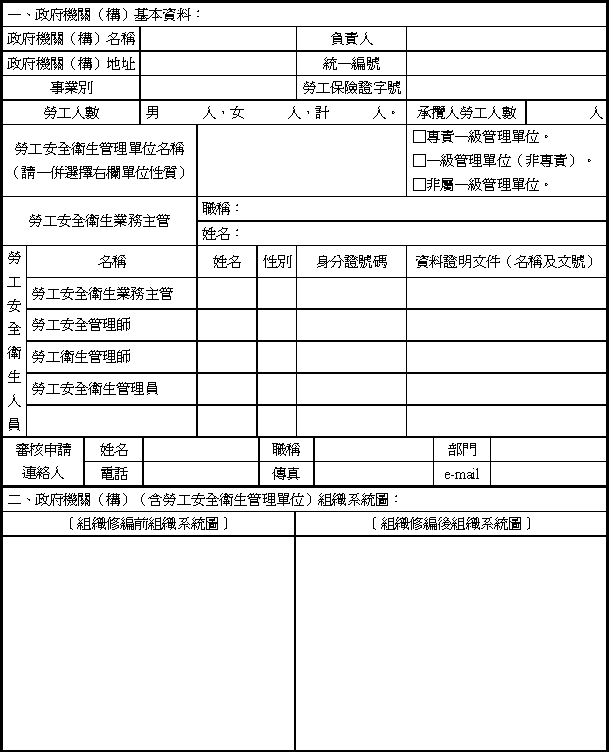 一、政府機關（構）基本資料：
政府機關（構）名稱 負責人
政府機關（構）地址 統一編號
事業別 勞工保險證字號
勞工人數 男 人，女 人，計 人。 承攬人勞工人數 人
勞工安全衛生管理單位名稱
（請一併選擇右欄單位性質）
□專責一級管理單位。
□一級管理單位（非專責）。
□非屬一級管理單位。
勞工安全衛生業務主管
職稱：
姓名：
勞工安全衛生人員
名稱 姓名 性別 身分證號碼 資料證明文件（名稱及文號）
勞工安全衛生業務主管
勞工安全管理師
勞工衛生管理師
勞工安全衛生管理員
審核申請 姓名 職稱 部門
連絡人 電話 傳真 e-mail
二、政府機關（構）（含勞工安全衛生管理單位）組織系統圖：
〔組織修編前組織系統圖〕 〔組織修編後組織系統圖〕